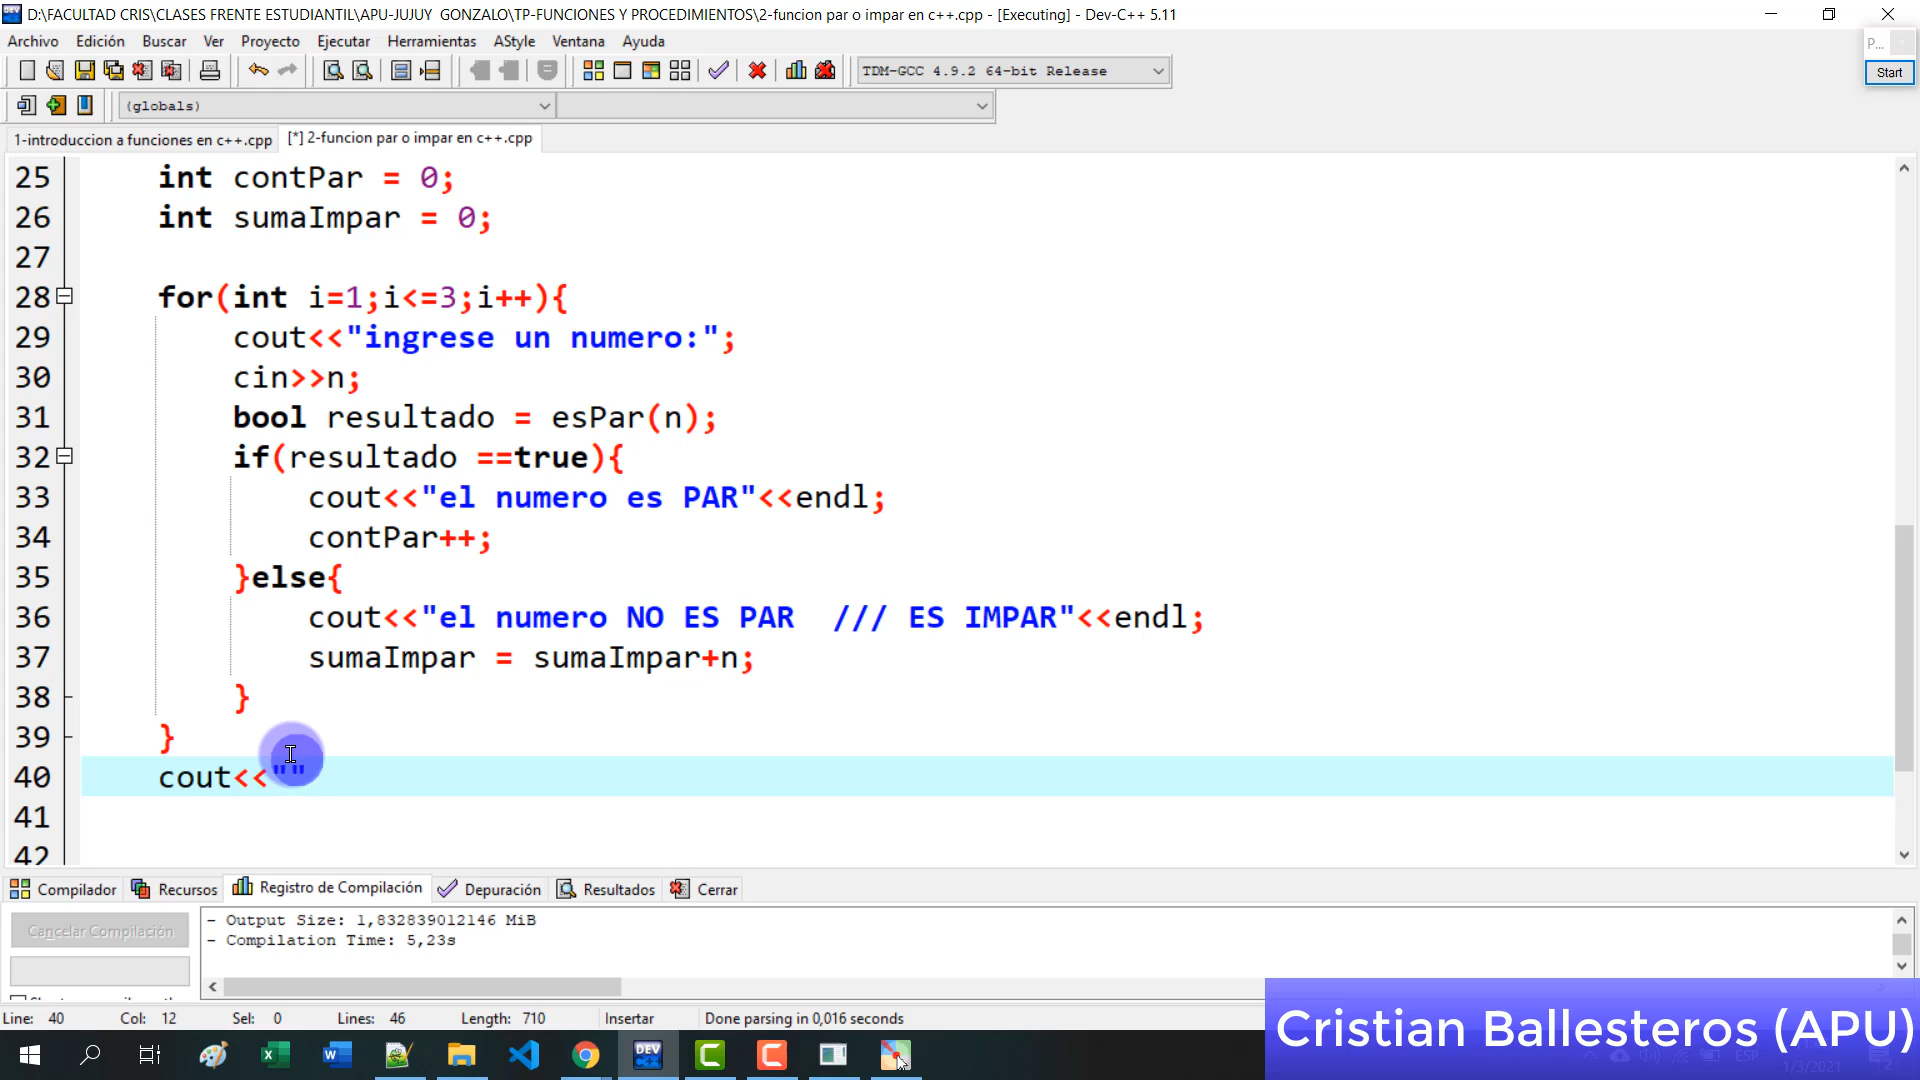 D:\FACULTAD CRIS\CLASES FRENTE ESTUDIANTIL\APU-JUJUY  GONZALO\TP-FUNCIONES Y PROCEDIMIENTOS\2-funcion par o impar en c++.cpp - [Executing] - Dev-C++ 5.11
Archivo Edición Buscar Ver Proyecto Ejecutar Herramientas AStyle Ventana Ayuda
P...
Start
TDM-GCC 4.9.2 64-bit Release
(globals)
1-introduccion a funciones en c++.cpp [*] 2-funcion par o impar en c++.cpp
25 int contPar = 0;
26 int sumaImpar = 0;
27
28 for(int i=1;i<=3;i++){
29 cout<<"ingrese un numero:";
30 cin>>n;
31 bool resultado = esPar(n);
32 if(resultado ==true){
33 cout<<"el numero es PAR"<<endl;
34 contPar++;
35 }else{
36 cout<<"el numero NO ES PAR  /// ES IMPAR"<<endl;
37 sumaImpar = sumaImpar+n;
38 }
39 }
40 cout<<""
41
42
Compilador Recursos Registro de Compilación Depuración Resultados Cerrar
Cancelar Compilación
- Output Size: 1,832839012146 MiB
- Compilation Time: 5,23s
Line: 40 Col: 12 Sel: 0 Lines: 46 Length: 710 Insertar Done parsing in 0,016 seconds
Cristian Ballesteros (APU)
DEV
ESP
1/3/2021